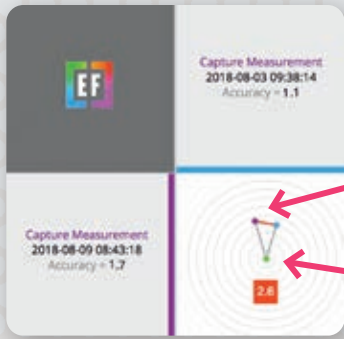 EF
Capture Measurement
2018-08-03 09:38:14
Accuracy = 1.1
Capture Measurement
2018-08-09 08:43:18
Accuracy = 1.7
2.6